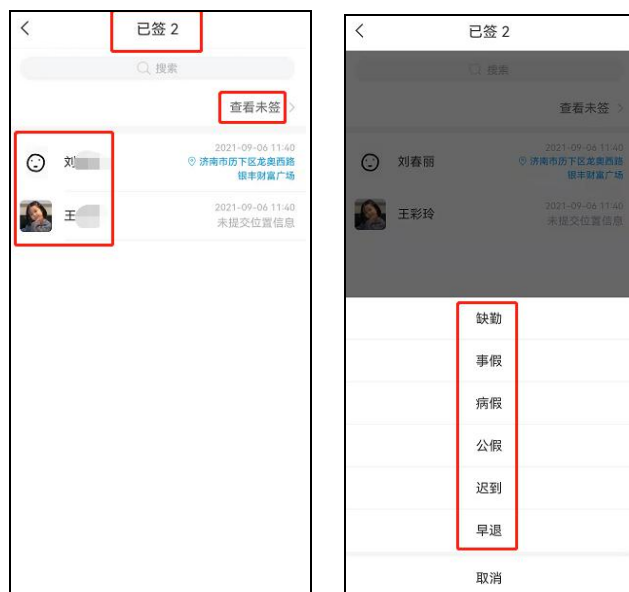 已签 2
搜索
查看未签
刘
2021-09-06 11:40
济南市历下区龙奥西路
银丰财富广场
王
2021-09-06 11:40
未提交位置信息
已签 2
搜索
查看未签
刘春丽
2021-09-06 11:40
济南市历下区龙奥西路
银丰财富广场
王彩玲
2021-09-06 11:40
未提交位置信息
缺勤
事假
病假
公假
迟到
早退
取消